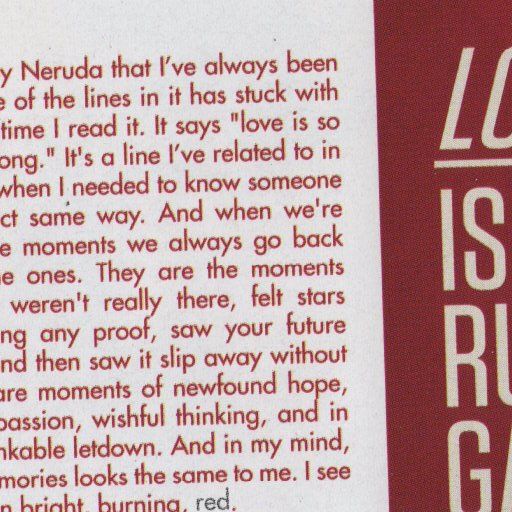 y Neruda that I've always been
e of the lines in it has stuck with
time I read it. It says "love is so
ong." It's a line I've related to in
when I needed to know someone
ct same way. And when we're
e moments we always go back
e ones. They are the moments
weren't really there, felt stars
ng any proof, saw your future
nd then saw it slip away without
are moments of newfound hope,
passion, wishful thinking, and in
nkable letdown. And in my mind,
mories looks the same to me. I see
n bright, burning, red.
LO
IS
RU
GA